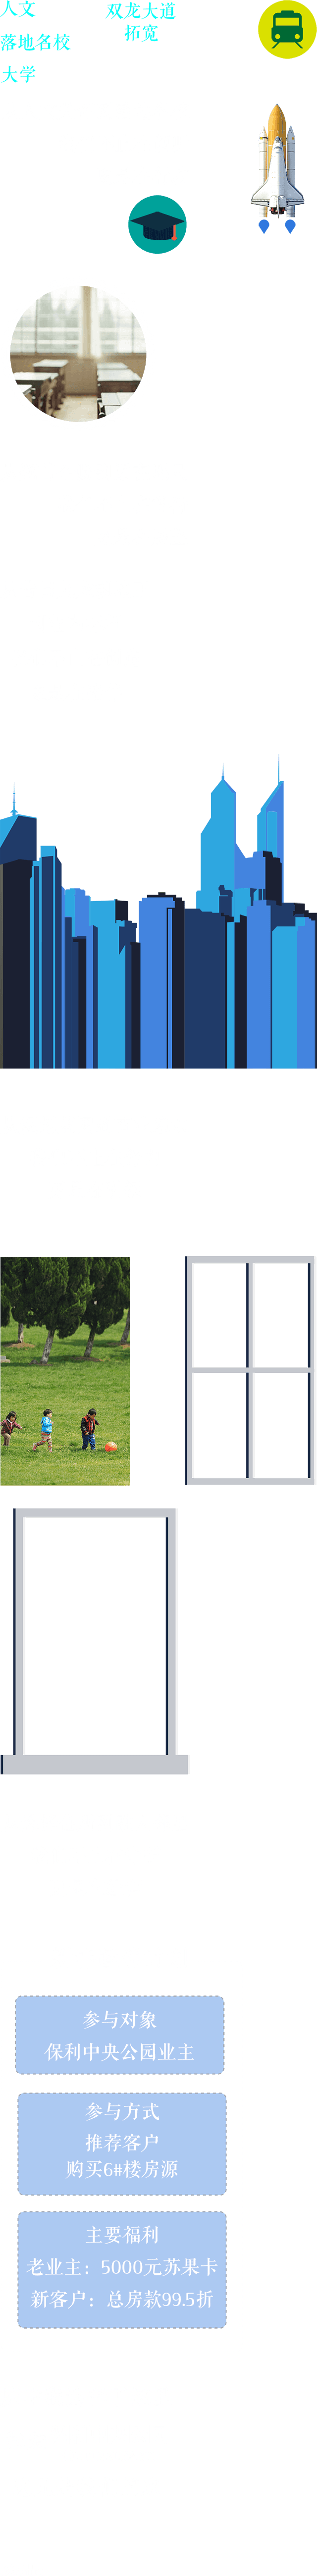 人文
落地名校
大学
双龙大道
拓宽
参与对象
保利中央公园业主
参与方式
推荐客户
购买6#楼房源
主要福利
老业主：5000元苏果卡
新客户：总房款99.5折